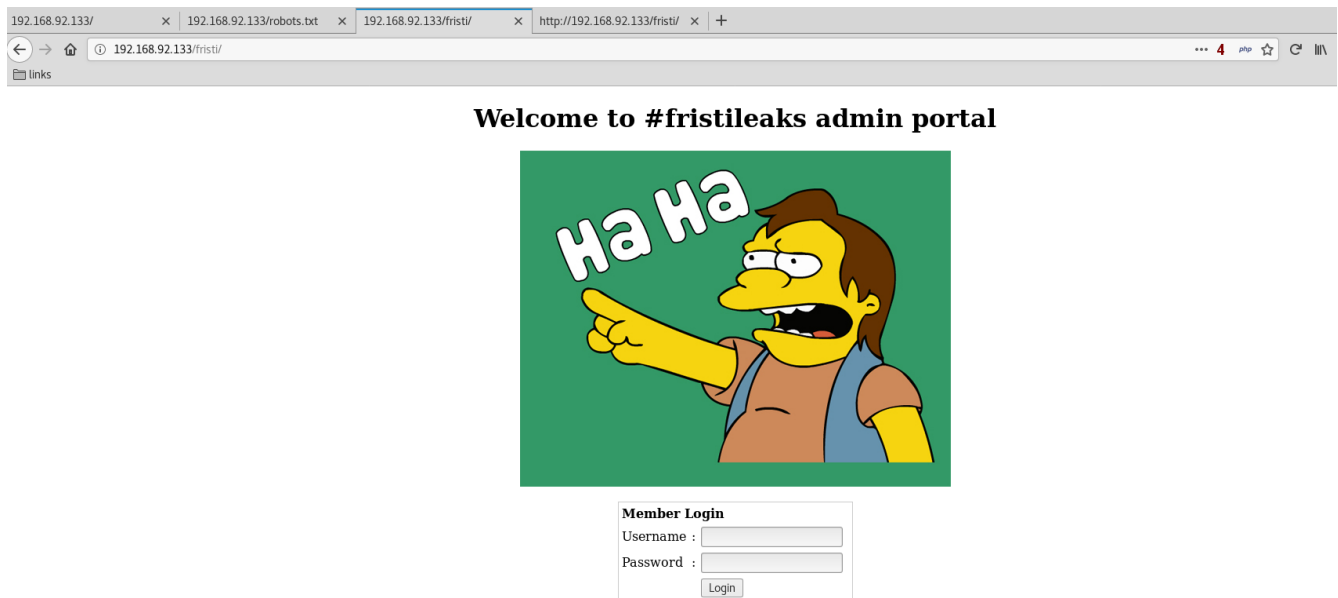 192.168.92.133/ × 192.168.92.133/robots.txt × 192.168.92.133/fristi/ × http://192.168.92.133/fristi/ × +
192.168.92.133/fristi/ ... 4 php
links
Welcome to #fristileaks admin portal
HaHa
Member Login
Username :
Password :
Login